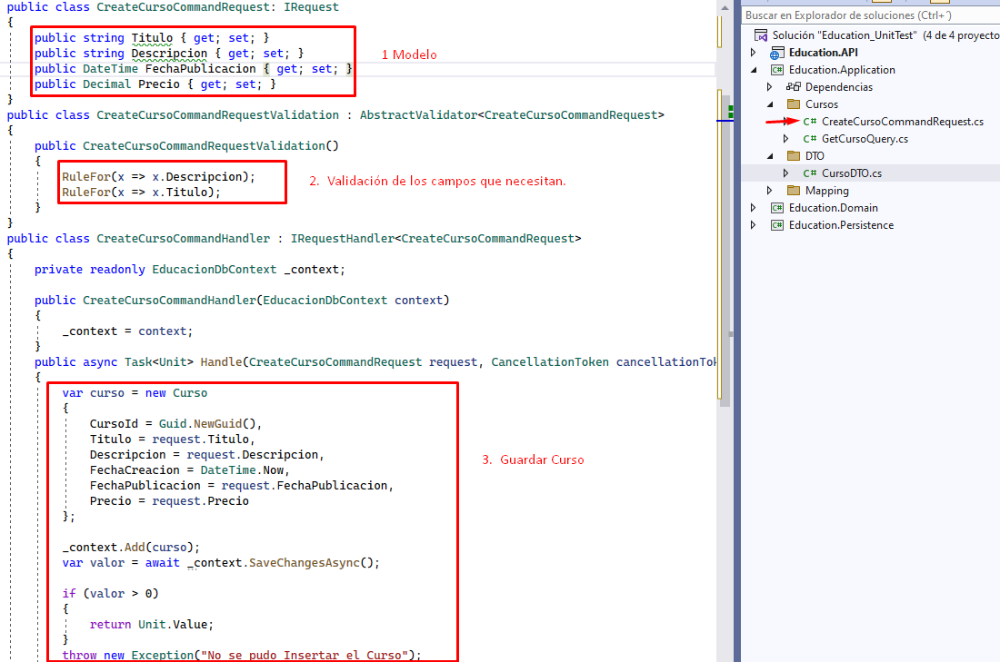 public class CreateCursoCommandRequest: IRequest
{
public string Titulo { get; set; }
public string Descripcion { get; set; }
public DateTime FechaPublicacion { get; set; }
public Decimal Precio { get; set; }
1 Modelo
}
public class CreateCursoCommandRequestValidation : AbstractValidator<CreateCursoCommandRequest>
{
public CreateCursoCommandRequestValidation()
{
RuleFor(x => x.Descripcion);
RuleFor(x => x.Titulo);
2. Validación de los campos que necesitan.
}
}
public class CreateCursoCommandHandler : IRequestHandler<CreateCursoCommandRequest>
{
private readonly EducacionDbContext _context;
public CreateCursoCommandHandler(EducacionDbContext context)
{
_context = context;
}
public async Task<Unit> Handle(CreateCursoCommandRequest request, CancellationToken cancellationTok
{
var curso = new Curso
{
CursoId = Guid.NewGuid(),
Titulo = request.Titulo,
Descripcion = request.Descripcion,
FechaCreacion = DateTime.Now,
FechaPublicacion = request.FechaPublicacion,
Precio = request.Precio
};
3. Guardar Curso
_context.Add(curso);
var valor = await _context.SaveChangesAsync();
if (valor > 0)
{
return Unit.Value;
}
throw new Exception("No se pudo Insertar el Curso");
Buscar en Explorador de soluciones (Ctrl+´)
Solución "Education_UnitTest" (4 de 4 proyecto
Education.API
Education.Application
Dependencias
Cursos
C# CreateCursoCommandRequest.cs
C# GetCursoQuery.cs
DTO
C# CursoDTO.cs
Mapping
C# Education.Domain
C# Education.Persistence